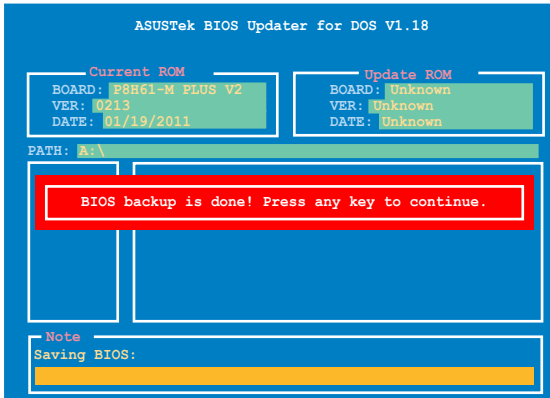 ASUSTek BIOS Updater for DOS V1.18
Current ROM
BOARD: P8H61-M PLUS V2
VER: 0213
DATE: 01/19/2011
Update ROM
BOARD: Unknown
VER: Unknown
DATE: Unknown
PATH: A:\
BIOS backup is done! Press any key to continue.
Note
Saving BIOS: